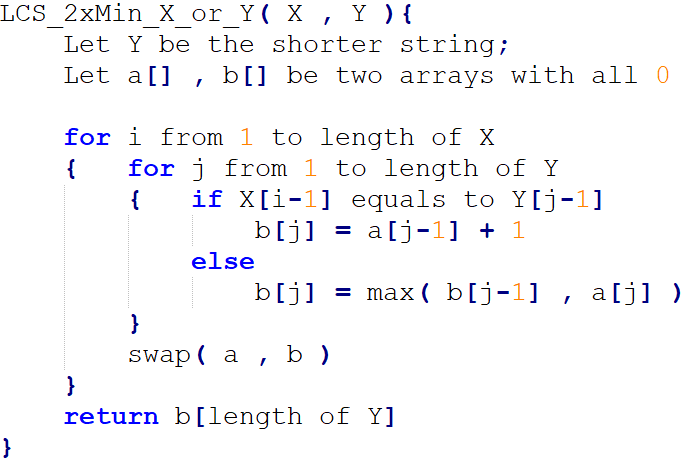 LCS_2xMin_X_or_Y( X , Y ){
    Let Y be the shorter string;
    Let a[] , b[] be two arrays with all 0
    for i from 1 to length of X
    {   for j from 1 to length of Y
        {   if X[i-1] equals to Y[j-1]
                b[j] = a[j-1] + 1
            else
                b[j] = max( b[j-1] , a[j] )
        }
        swap( a , b )
    }
    return b[length of Y]
}